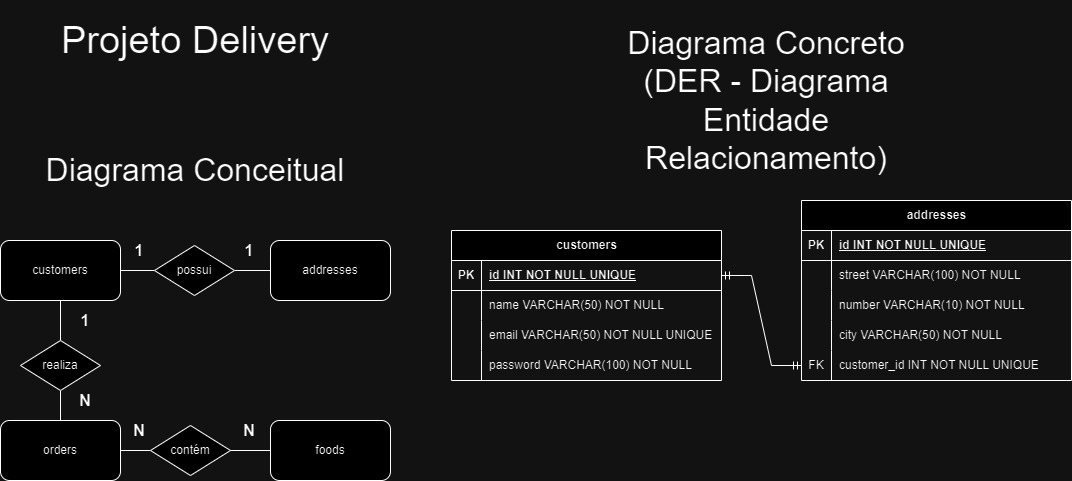 Projeto Delivery
Diagrama Conceitual
customers
1
possui
1
addresses
1
realiza
N
orders
N
contém
N
foods
Diagrama Concreto
(DER - Diagrama
Entidade
Relacionamento)
customers
PK id INT NOT NULL UNIQUE
name VARCHAR(50) NOT NULL
email VARCHAR(50) NOT NULL UNIQUE
password VARCHAR(100) NOT NULL
addresses
PK id INT NOT NULL UNIQUE
street VARCHAR(100) NOT NULL
number VARCHAR(10) NOT NULL
city VARCHAR(50) NOT NULL
FK customer_id INT NOT NULL UNIQUE